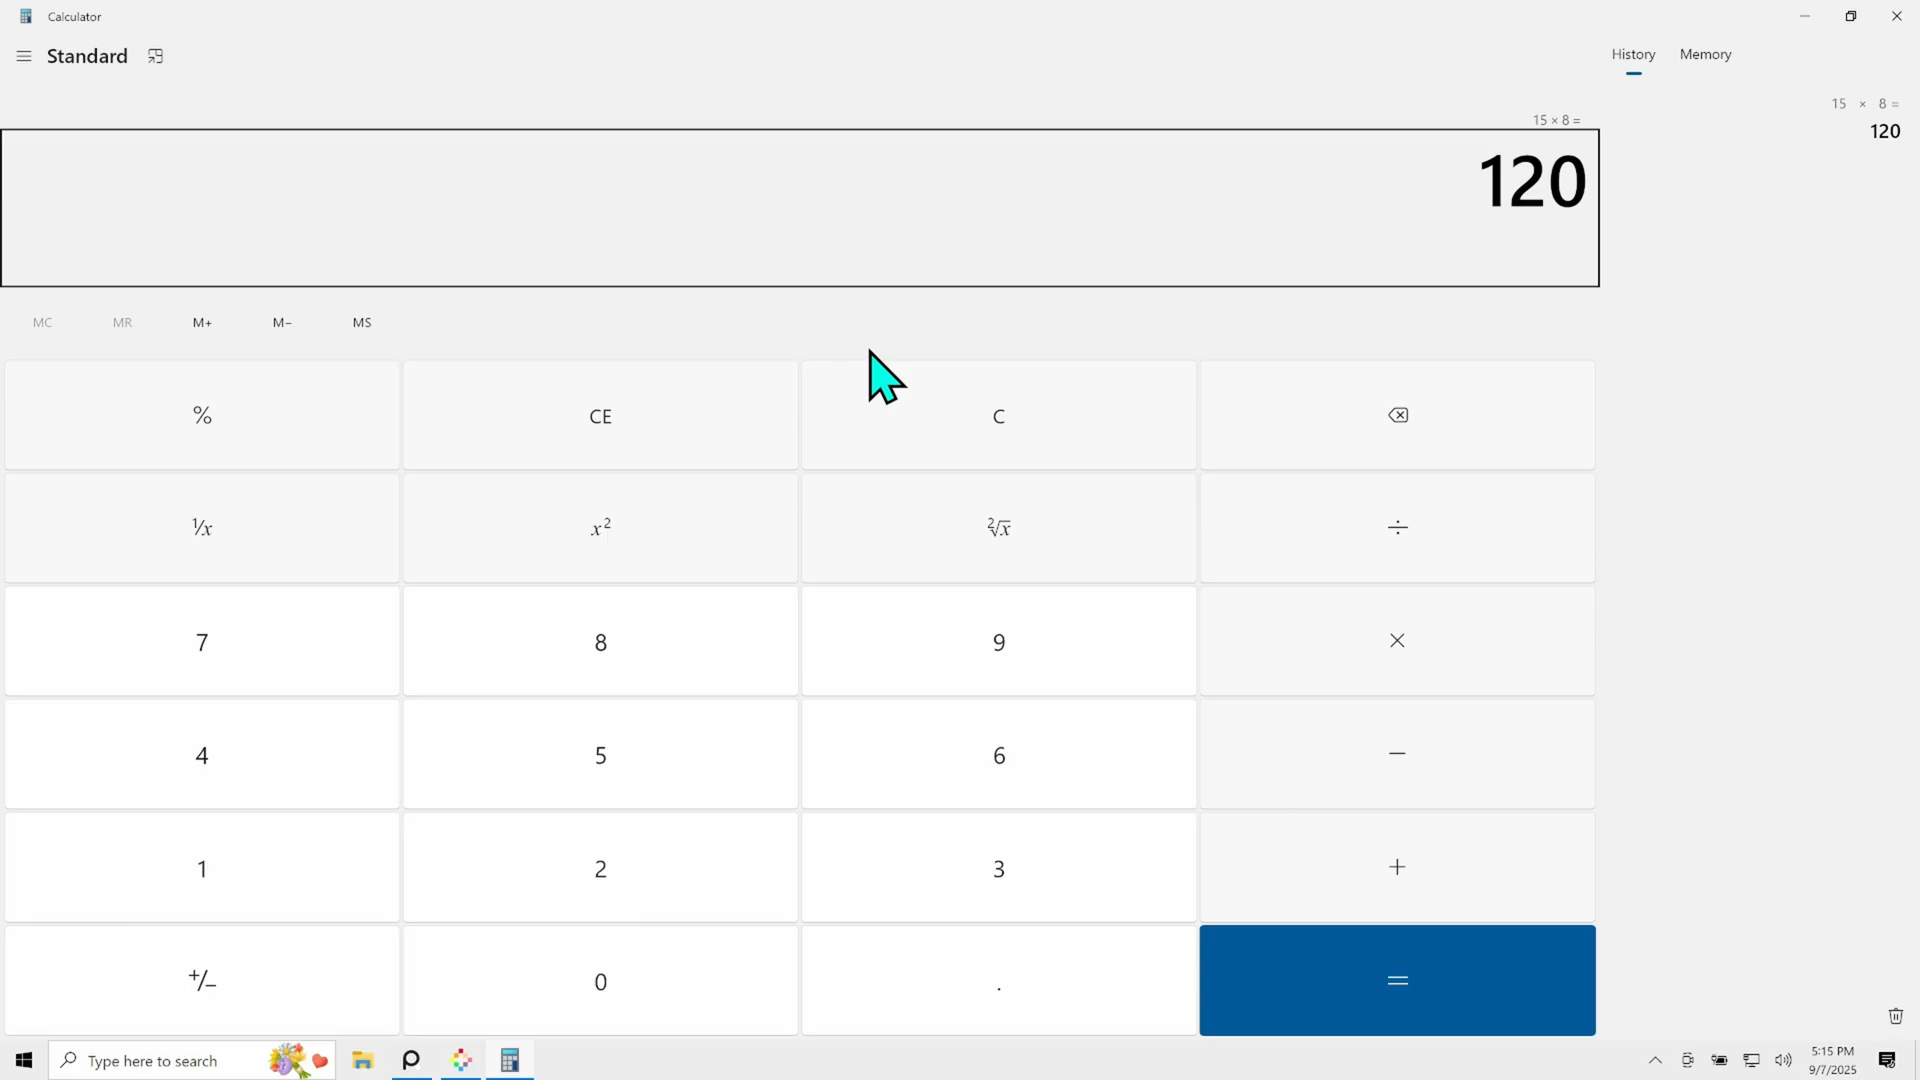 Calculator
Standard
History Memory
15 × 8 =
120
15 × 8 =
120
MC MR M+ M− MS
% CE C
⅟x x² ²√x ÷
7 8 9 ×
4 5 6 −
1 2 3 +
+/− 0 . =
Type here to search
5:15 PM
9/7/2025